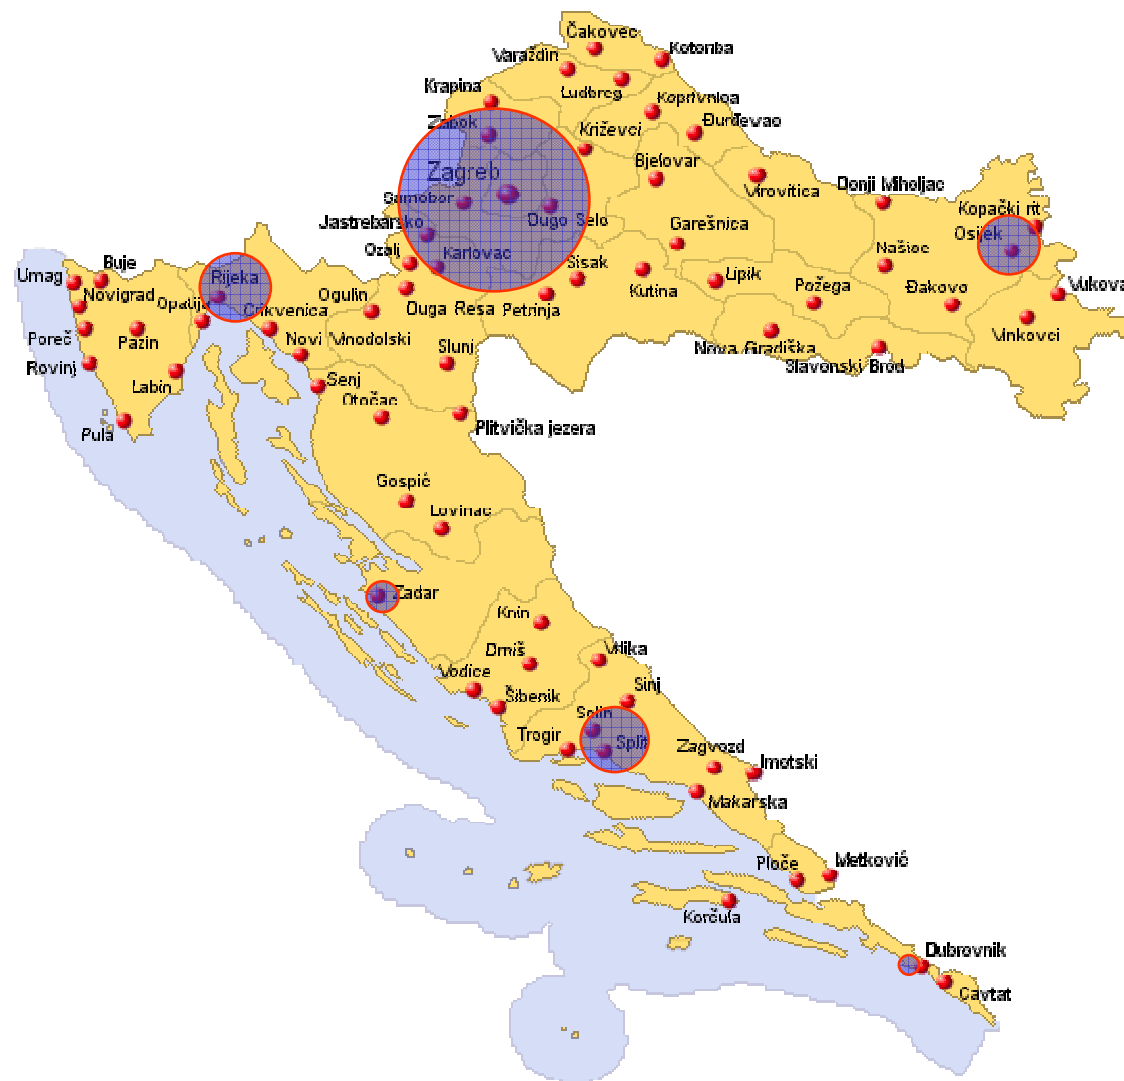 Čakovec
Kotoriba
Varaždin
Krapina
Ludbreg
Koprivnica
Zabok
Đurđevac
Križevci
Bjelovar
Zagreb
Virovitica
Donji Miholjac
Samobor
Kopački rit
Jastrebarsko
Dugo Selo
Garešnica
Osijek
Ozalj
Karlovac
Našice
Buje
Sisak
Umag
Rijeka
Lipik
Požega
Novigrad
Opatija
Ogulin
Kutina
Đakovo
Crikvenica
Duga Resa
Petrinja
Poreč
Pazin
Novi Vinodolski
Vinkovci
Slunj
Nova Gradiška
Rovinj
Labin
Senj
Slavonski Brod
Otočac
Pula
Plitvička jezera
Gospić
Lovinac
Zadar
Knin
Drniš
Vrlika
Vodice
Sinj
Šibenik
Solin
Trogir
Split
Zagvozd
Imotski
Makarska
Ploče
Metković
Korčula
Dubrovnik
Cavtat